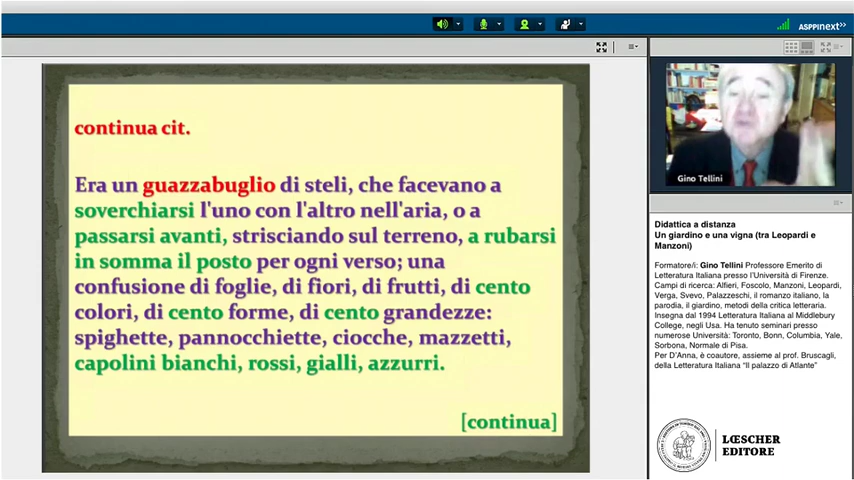 ASPPInext»
continua cit.
Era un guazzabuglio di steli, che facevano a
soverchiarsi l'uno con l'altro nell'aria, o a
passarsi avanti, strisciando sul terreno, a rubarsi
in somma il posto per ogni verso; una
confusione di foglie, di fiori, di frutti, di cento
colori, di cento forme, di cento grandezze:
spighette, pannocchiette, ciocche, mazzetti,
capolini bianchi, rossi, gialli, azzurri.
[continua]
Gino Tellini
Didattica a distanza
Un giardino e una vigna (tra Leopardi e
Manzoni)
Formatore/i: Gino Tellini Professore Emerito di
Letteratura Italiana presso l'Università di Firenze.
Campi di ricerca: Alfieri, Foscolo, Manzoni, Leopardi,
Verga, Svevo, Palazzeschi, il romanzo italiano, la
parodia, il giardino, metodi della critica letteraria.
Insegna dal 1994 Letteratura Italiana al Middlebury
College, negli Usa. Ha tenuto seminari presso
numerose Università: Toronto, Bonn, Columbia, Yale,
Sorbona, Normale di Pisa.
Per D'Anna, è coautore, assieme al prof. Bruscagli,
della Letteratura Italiana "Il palazzo di Atlante"
LŒSCHER
EDITORE